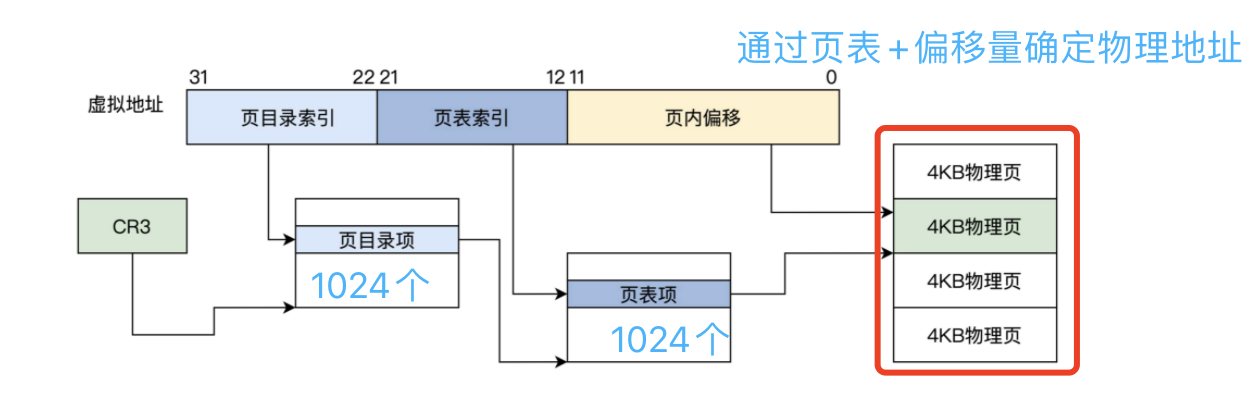 通过页表+偏移量确定物理地址
31 22 21 12 11 0
虚拟地址 页目录索引 页表索引 页内偏移
4KB物理页
CR3 页目录项 4KB物理页
1024个 页表项 4KB物理页
1024个 4KB物理页